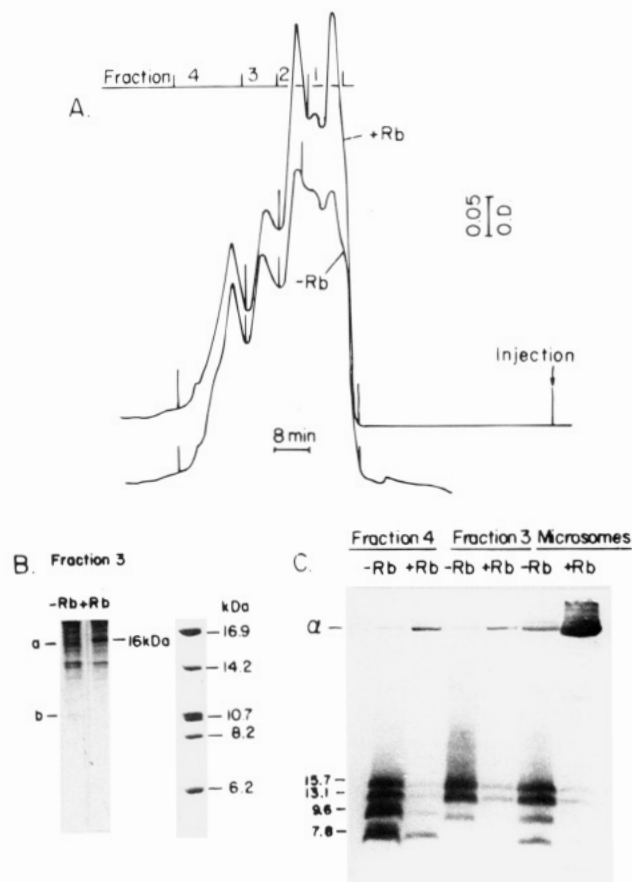 Fraction 4 3 2 1
A.
+Rb
0.05
O.D
-Rb
Injection
8 min
B. Fraction 3
-Rb +Rb
kDa
a
16kDa
16.9
14.2
b
10.7
8.2
6.2
C.
Fraction 4 Fraction 3 Microsomes
-Rb +Rb -Rb +Rb -Rb +Rb
α
15.7
13.1
9.6
7.8